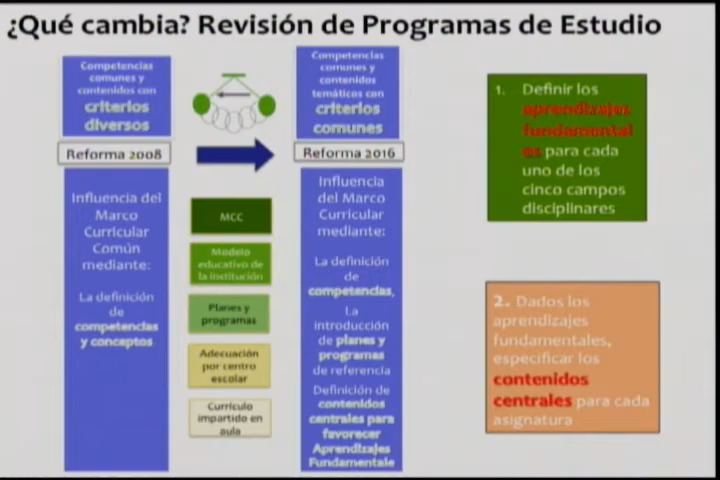 ¿Qué cambia? Revisión de Programas de Estudio
Competencias
comunes y
contenidos con
criterios
diversos
Reforma 2008
Influencia del
Marco
Curricular
Común
mediante:
La definición
de
competencias
y conceptos
MCC
Modelo
educativo de
la institución
Planes y
programas
Adecuación
por centro
escolar
Currículo
impartido en
aula
Competencias
comunes y
contenidos
temáticos con
criterios
comunes
Reforma 2016
Influencia
del Marco
Curricular
mediante:
La definición
de
competencias,
La
introducción
de planes y
programas
de referencia
Definición de
contenidos
centrales para
favorecer
Aprendizajes
Fundamentale
1. Definir los
aprendizajes
fundamental
es para cada
uno de los
cinco campos
disciplinares
2. Dados los
aprendizajes
fundamentales,
especificar los
contenidos
centrales para cada
asignatura